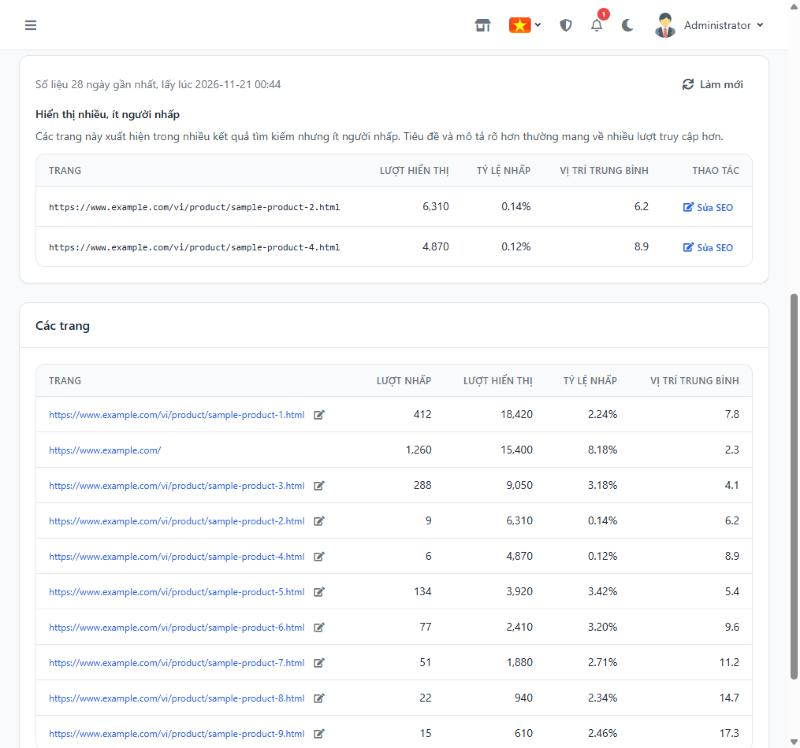 1
Administrator
Số liệu 28 ngày gần nhất, lấy lúc 2026-11-21 00:44
Làm mới
Hiển thị nhiều, ít người nhấp
Các trang này xuất hiện trong nhiều kết quả tìm kiếm nhưng ít người nhấp. Tiêu đề và mô tả rõ hơn thường mang về nhiều lượt truy cập hơn.
TRANG LƯỢT HIỂN THỊ TỶ LỆ NHẤP VỊ TRÍ TRUNG BÌNH THAO TÁC
https://www.example.com/vi/product/sample-product-2.html 6,310 0.14% 6.2 Sửa SEO
https://www.example.com/vi/product/sample-product-4.html 4,870 0.12% 8.9 Sửa SEO
Các trang
TRANG LƯỢT NHẤP LƯỢT HIỂN THỊ TỶ LỆ NHẤP VỊ TRÍ TRUNG BÌNH
https://www.example.com/vi/product/sample-product-1.html 412 18,420 2.24% 7.8
https://www.example.com/ 1,260 15,400 8.18% 2.3
https://www.example.com/vi/product/sample-product-3.html 288 9,050 3.18% 4.1
https://www.example.com/vi/product/sample-product-2.html 9 6,310 0.14% 6.2
https://www.example.com/vi/product/sample-product-4.html 6 4,870 0.12% 8.9
https://www.example.com/vi/product/sample-product-5.html 134 3,920 3.42% 5.4
https://www.example.com/vi/product/sample-product-6.html 77 2,410 3.20% 9.6
https://www.example.com/vi/product/sample-product-7.html 51 1,880 2.71% 11.2
https://www.example.com/vi/product/sample-product-8.html 22 940 2.34% 14.7
https://www.example.com/vi/product/sample-product-9.html 15 610 2.46% 17.3